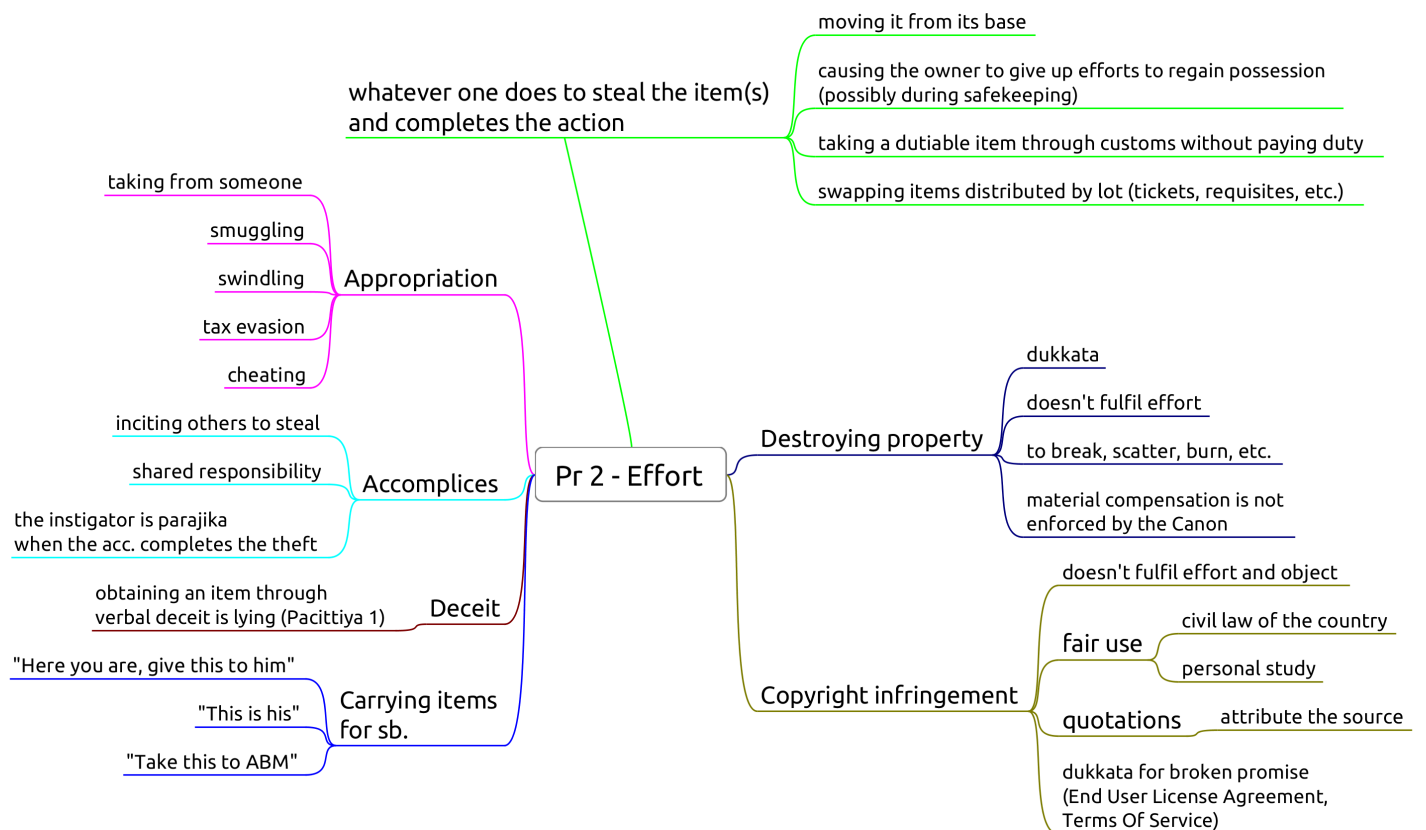 Pr 2 - Effort
whatever one does to steal the item(s)
and completes the action
moving it from its base
causing the owner to give up efforts to regain possession
(possibly during safekeeping)
taking a dutiable item through customs without paying duty
swapping items distributed by lot (tickets, requisites, etc.)
Appropriation
taking from someone
smuggling
swindling
tax evasion
cheating
Accomplices
inciting others to steal
shared responsibility
the instigator is parajika
when the acc. completes the theft
Deceit
obtaining an item through
verbal deceit is lying (Pacittiya 1)
Carrying items
for sb.
"Here you are, give this to him"
"This is his"
"Take this to ABM"
Destroying property
dukkata
doesn't fulfil effort
to break, scatter, burn, etc.
material compensation is not
enforced by the Canon
Copyright infringement
doesn't fulfil effort and object
fair use
civil law of the country
personal study
quotations
attribute the source
dukkata for broken promise
(End User License Agreement,
Terms Of Service)